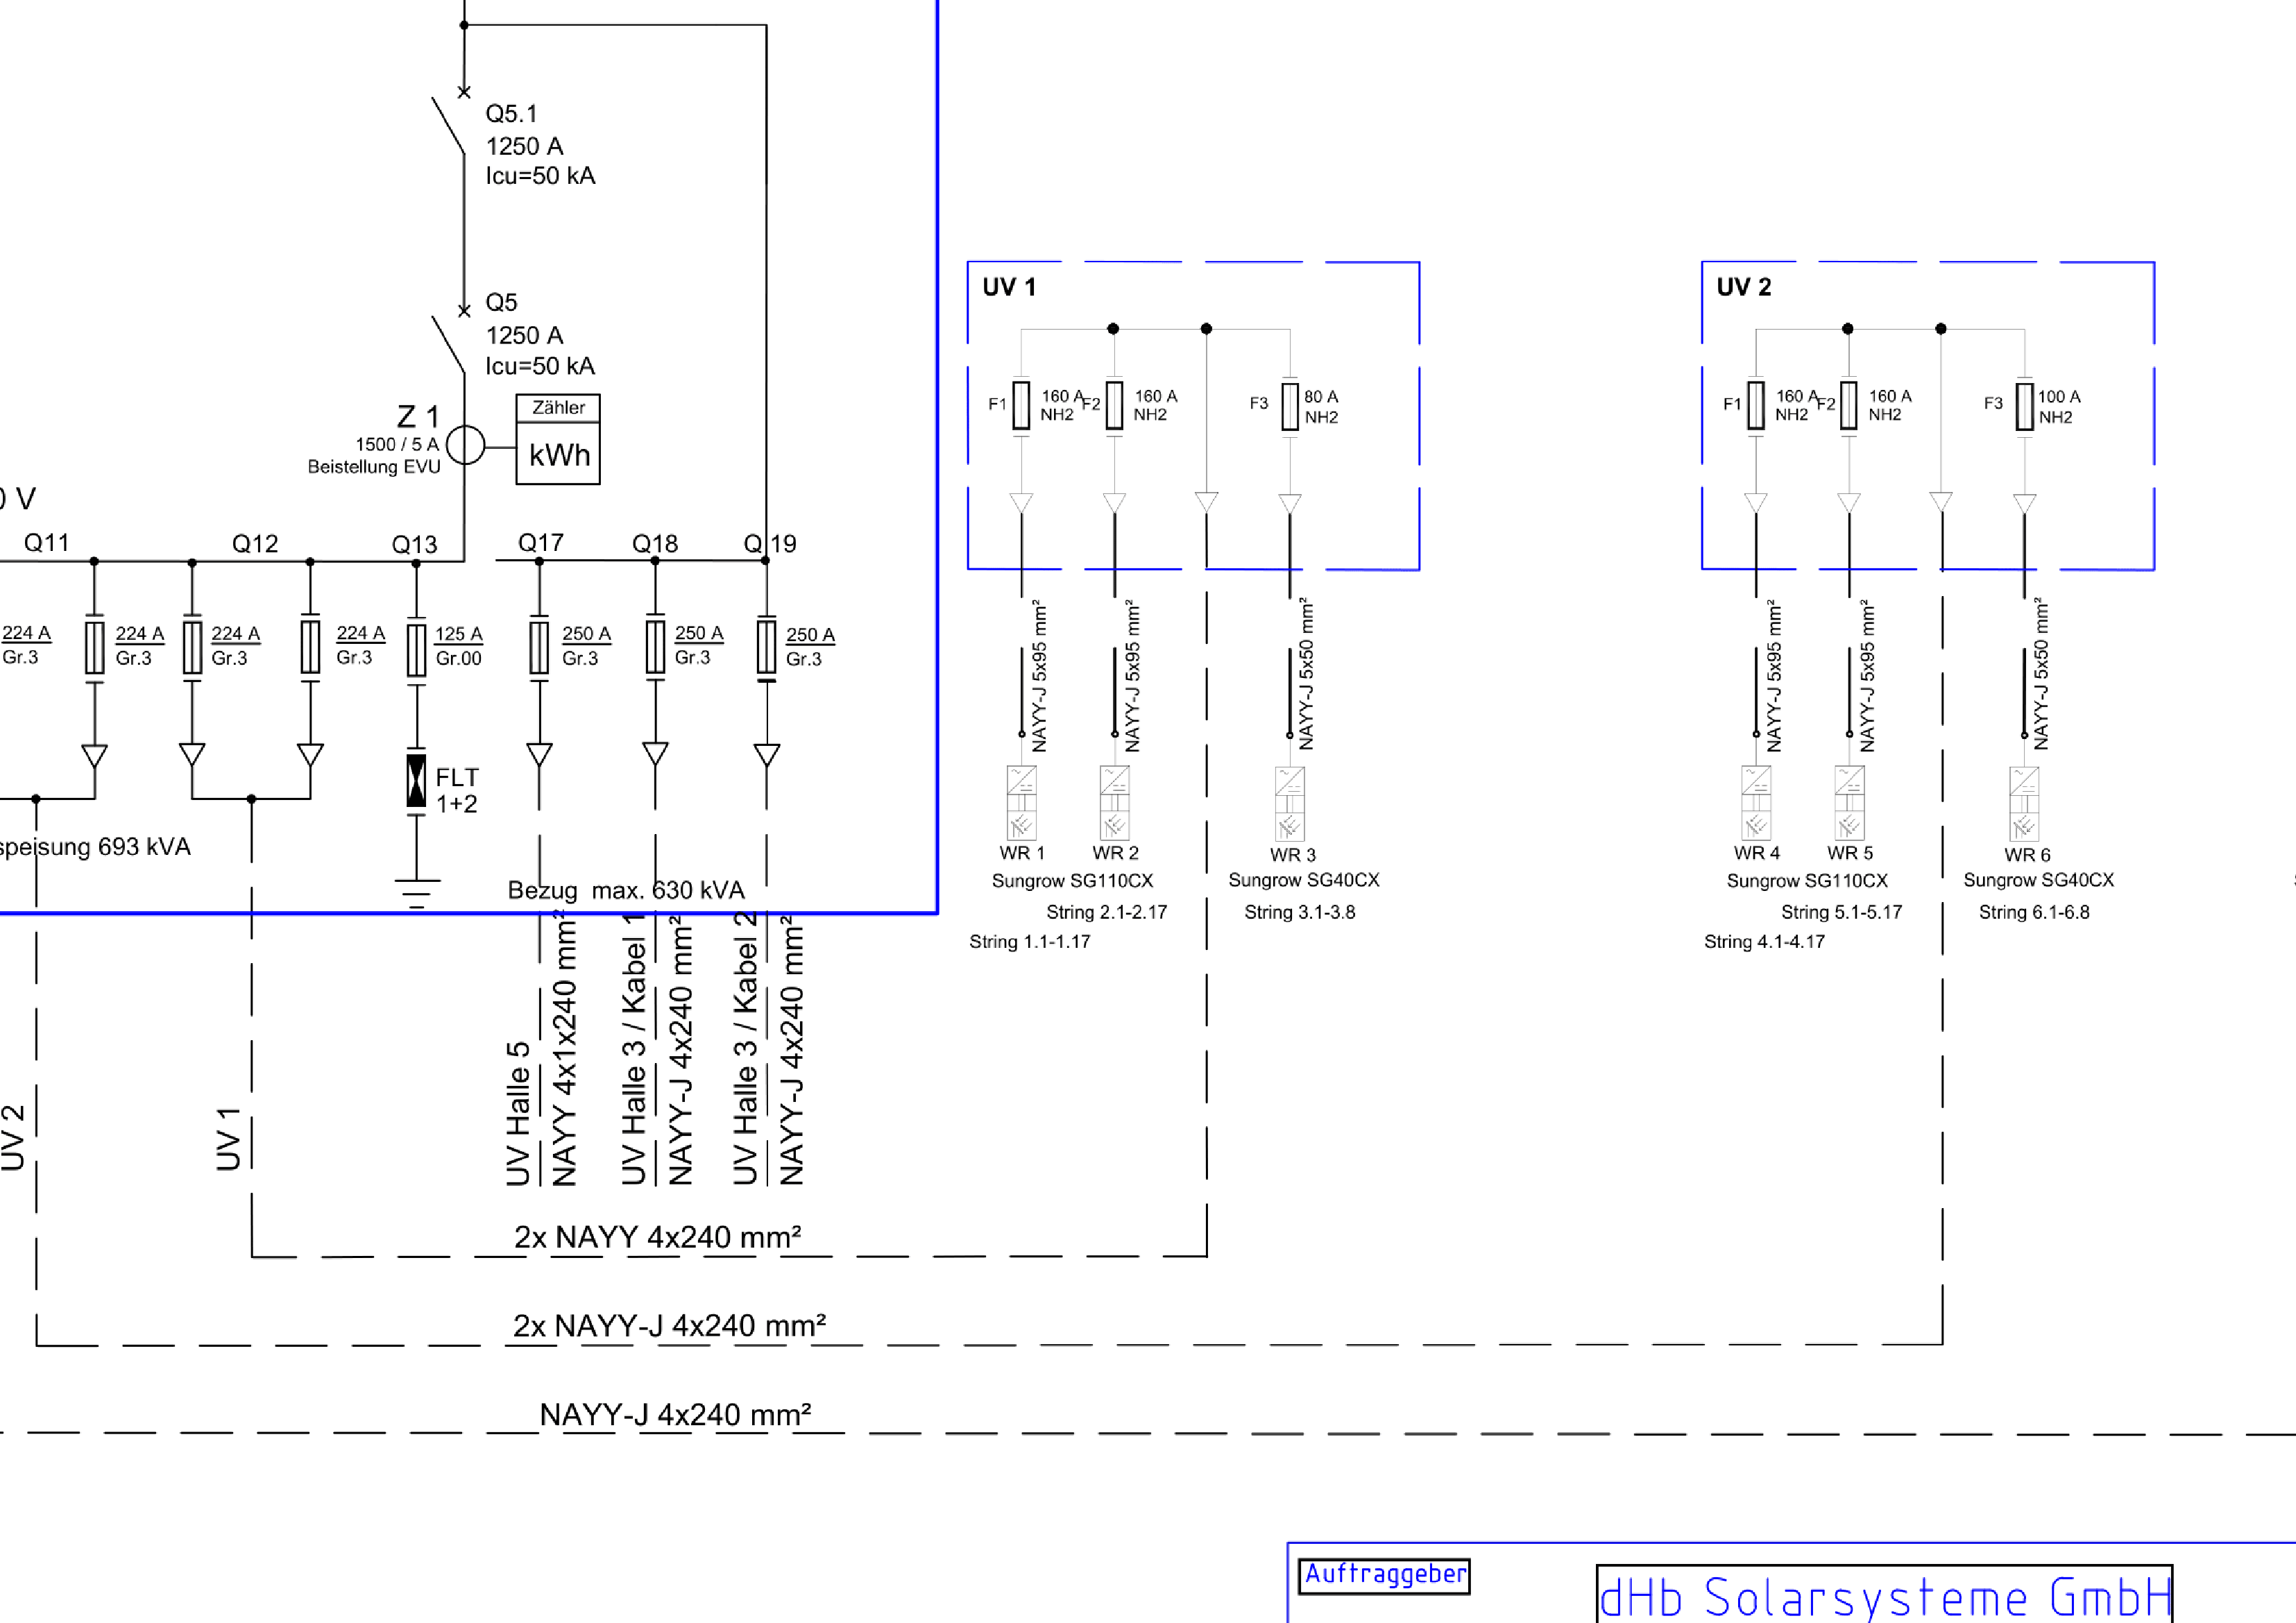 Q5.1
1250 A
Icu=50 kA
Q5
1250 A
Icu=50 kA
Z 1
1500 / 5 A
Beistellung EVU
Zähler
kWh
0 V
Q11
Q12
Q13
Q17
Q18
Q 19
224 A
Gr.3
224 A
Gr.3
224 A
Gr.3
224 A
Gr.3
125 A
Gr.00
250 A
Gr.3
250 A
Gr.3
250 A
Gr.3
FLT
1+2
speisung 693 kVA
Bezug max. 630 kVA
UV 2
UV 1
UV Halle 5
NAYY 4x1x240 mm²
UV Halle 3 / Kabel 1
NAYY-J 4x240 mm²
UV Halle 3 / Kabel 2
NAYY-J 4x240 mm²
2x NAYY 4x240 mm²
2x NAYY-J 4x240 mm²
NAYY-J 4x240 mm²
UV 1
F1
160 A
NH2
F2
160 A
NH2
F3
80 A
NH2
NAYY-J 5x95 mm²
NAYY-J 5x95 mm²
NAYY-J 5x50 mm²
WR 1
WR 2
WR 3
Sungrow SG110CX
Sungrow SG40CX
String 2.1-2.17
String 3.1-3.8
String 1.1-1.17
UV 2
F1
160 A
NH2
F2
160 A
NH2
F3
100 A
NH2
NAYY-J 5x95 mm²
NAYY-J 5x95 mm²
NAYY-J 5x50 mm²
WR 4
WR 5
WR 6
Sungrow SG110CX
Sungrow SG40CX
String 5.1-5.17
String 6.1-6.8
String 4.1-4.17
Auftraggeber
dHb Solarsysteme GmbH